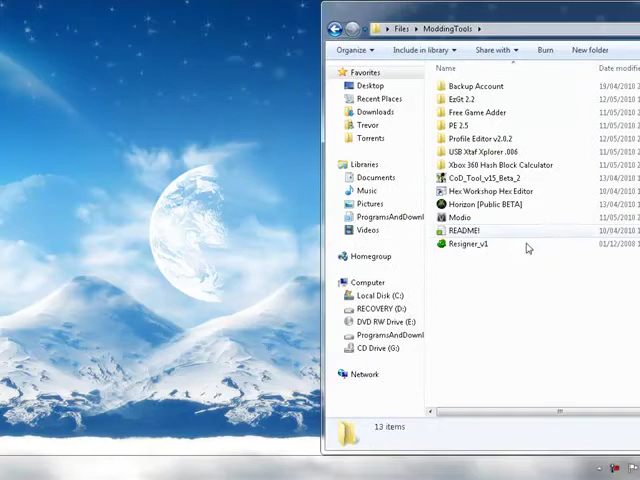 Files ▸ ModdingTools ▸
Organize Include in library Share with Burn New folder
Name Date modifie
Favorites
Desktop
Recent Places
Downloads
Trevor
Torrents
Libraries
Documents
Music
Pictures
ProgramsAndDownl
Videos
Homegroup
Computer
Local Disk (C:)
RECOVERY (D:)
DVD RW Drive (E:)
ProgramsAndDownl
CD Drive (G:)
Network
Backup Account 19/04/2010
EzGt 2.2 12/05/2010
Free Game Adder 09/05/2010
PE 2.5 12/05/2010
Profile Editor v2.0.2 12/05/2010
USB Xtaf Xplorer .006 11/05/2010
Xbox 360 Hash Block Calculator 11/05/2010
CoD_Tool_v15_Beta_2 13/04/2010 1
Hex Workshop Hex Editor 10/04/2010
Horizon [Public BETA] 13/04/2010
Modio 11/05/2010
README! 10/04/2010
Resigner_v1 01/12/2008
13 items